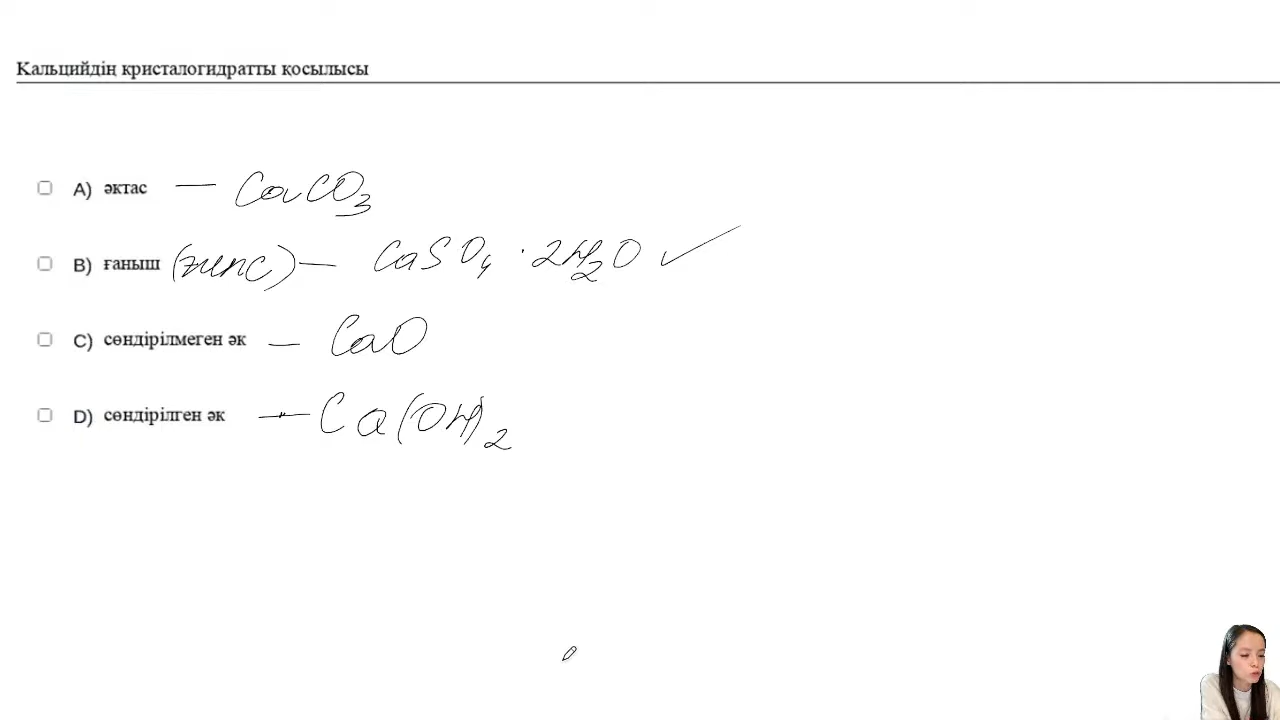 Кальцийдің кристалогидратты қосылысы
A) әктас — CaCO3
B) ғаныш (гипс) — CaSO4 · 2H2O ✓
C) сөндірілмеген әк — CaO
D) сөндірілген әк — Ca(OH)2